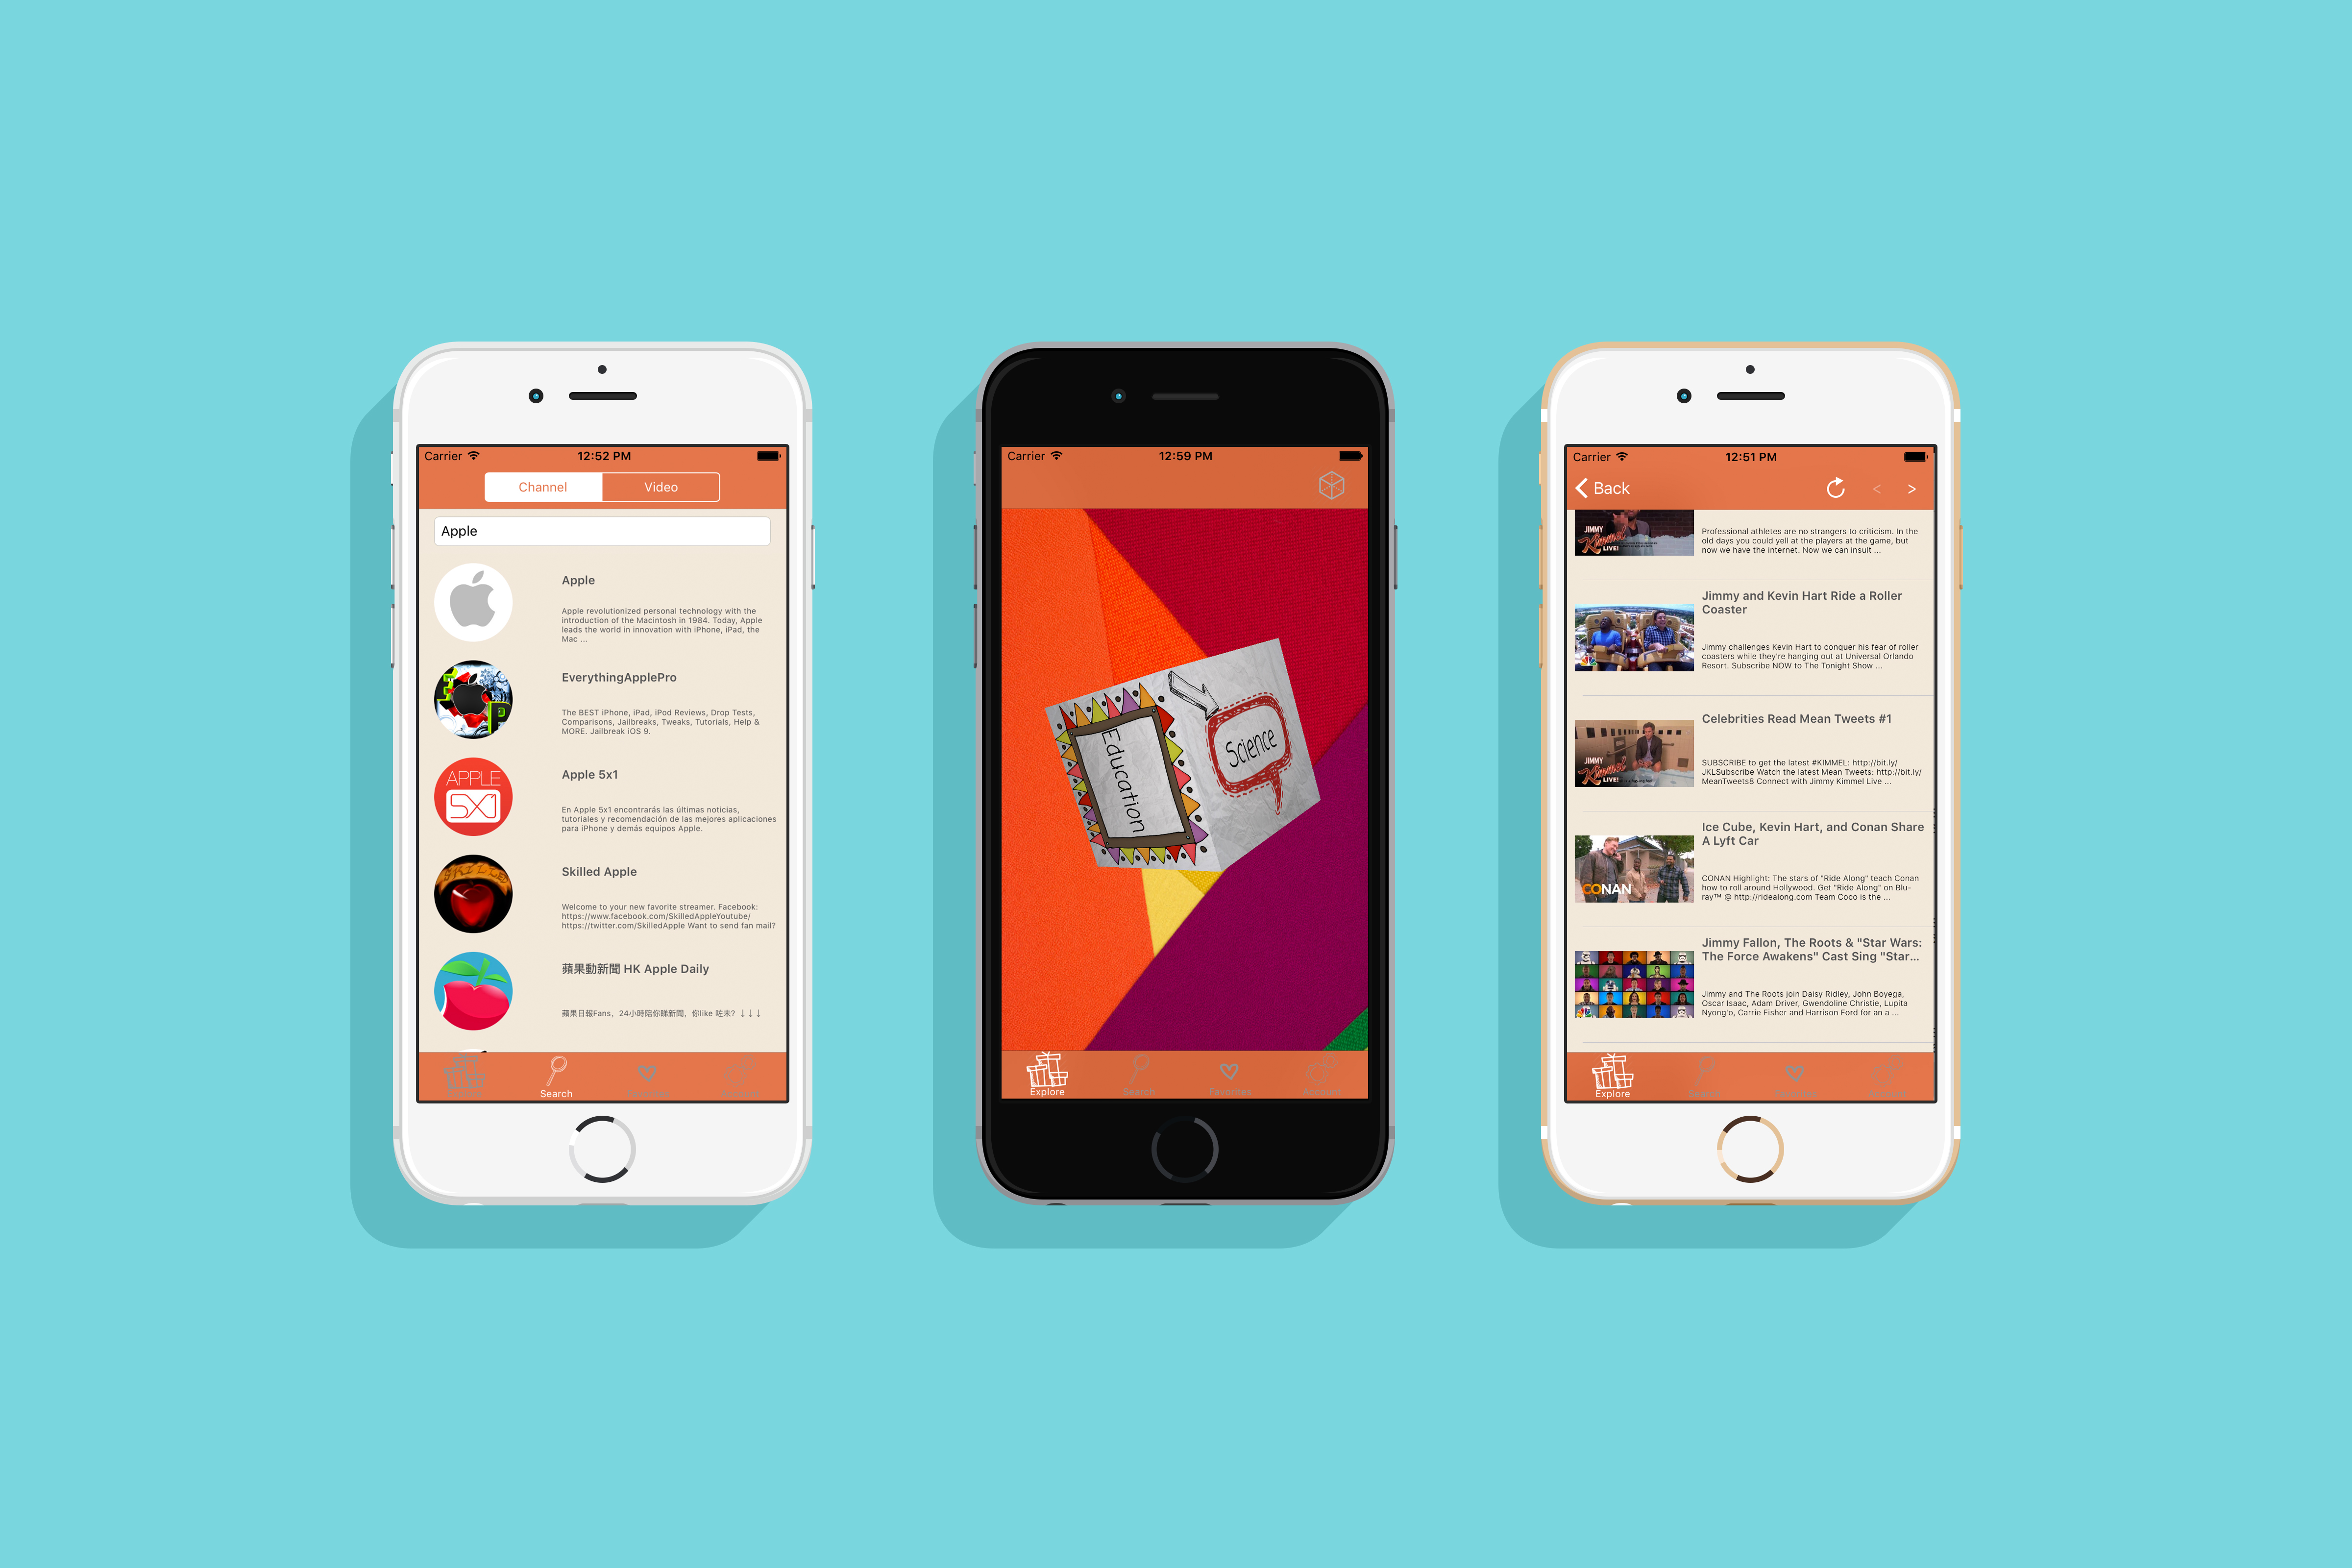 Carrier 12:52 PM
Channel Video
Apple
Apple
Apple revolutionized personal technology with the
introduction of the Macintosh in 1984. Today, Apple
leads the world in innovation with iPhone, iPad, the
Mac ...
EverythingApplePro
The BEST iPhone, iPad, iPod Reviews, Drop Tests,
Comparisons, Jailbreaks, Tweaks, Tutorials, Help &
MORE. Jailbreak iOS 9.
APPLE
5X1
Apple 5x1
En Apple 5x1 encontrarás las últimas noticias,
tutoriales y recomendación de las mejores aplicaciones
para iPhone y demás equipos Apple.
SKILLED
Skilled Apple
Welcome to your new favorite streamer. Facebook:
https://www.facebook.com/SkilledAppleYoutube/
https://twitter.com/SkilledApple Want to send fan mail?
蘋果動新聞 HK Apple Daily
蘋果日報Fans，24小時陪你睇新聞，你like 咗未？↓↓↓
Search
Carrier 12:59 PM
Education
Science
Explore Search Favorites Account
Carrier 12:51 PM
Back < >
JIMMY
Kimmel
LIVE!
Professional athletes are no strangers to criticism. In the
old days you could yell at the players at the game, but
now we have the internet. Now we can insult ...
Jimmy and Kevin Hart Ride a Roller
Coaster
Jimmy challenges Kevin Hart to conquer his fear of roller
coasters while they're hanging out at Universal Orlando
Resort. Subscribe NOW to The Tonight Show ...
Celebrities Read Mean Tweets #1
JIMMY
Kimmel
LIVE!
SUBSCRIBE to get the latest #KIMMEL: http://bit.ly/
JKLSubscribe Watch the latest Mean Tweets: http://bit.ly/
MeanTweets8 Connect with Jimmy Kimmel Live ...
Ice Cube, Kevin Hart, and Conan Share
A Lyft Car
CONAN
CONAN Highlight: The stars of "Ride Along" teach Conan
how to roll around Hollywood. Get "Ride Along" on Blu-
ray™ @ http://ridealong.com Team Coco is the ...
Jimmy Fallon, The Roots & "Star Wars:
The Force Awakens" Cast Sing "Star...
Jimmy and The Roots join Daisy Ridley, John Boyega,
Oscar Isaac, Adam Driver, Gwendoline Christie, Lupita
Nyong'o, Carrie Fisher and Harrison Ford for an a ...
Explore